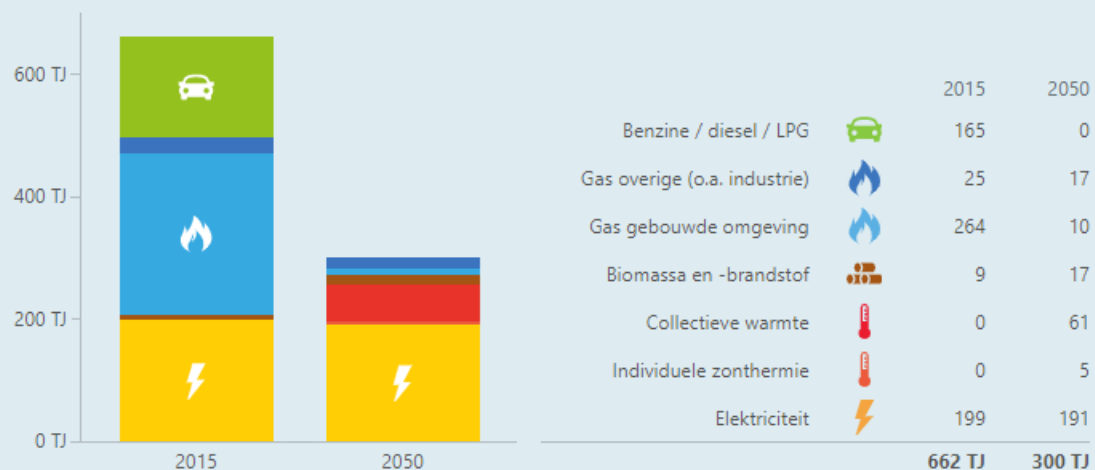 600 TJ
400 TJ
200 TJ
0 TJ
2015 2050
2015 2050
Benzine / diesel / LPG 165 0
Gas overige (o.a. industrie) 25 17
Gas gebouwde omgeving 264 10
Biomassa en -brandstof 9 17
Collectieve warmte 0 61
Individuele zonthermie 0 5
Elektriciteit 199 191
662 TJ 300 TJ